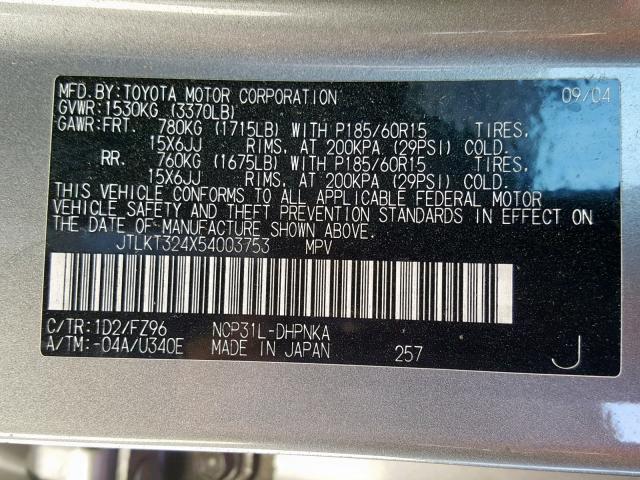 MFD.BY:TOYOTA MOTOR CORPORATION 09/04
GVWR:1530KG (3370LB)
GAWR:FRT. 780KG (1715LB) WITH P185/60R15 TIRES,
15X6JJ RIMS, AT 200KPA (29PSI) COLD.
RR. 760KG (1675LB) WITH P185/60R15 TIRES,
15X6JJ RIMS, AT 200KPA (29PSI) COLD.
THIS VEHICLE CONFORMS TO ALL APPLICABLE FEDERAL MOTOR
VEHICLE SAFETY AND THEFT PREVENTION STANDARDS IN EFFECT ON
THE DATE OF MANUFACTURE SHOWN ABOVE.
JTLKT324X54003753 MPV
C/TR:1D2/FZ96 NCP31L-DHPNKA
A/TM:-04A/U340E MADE IN JAPAN 257 J